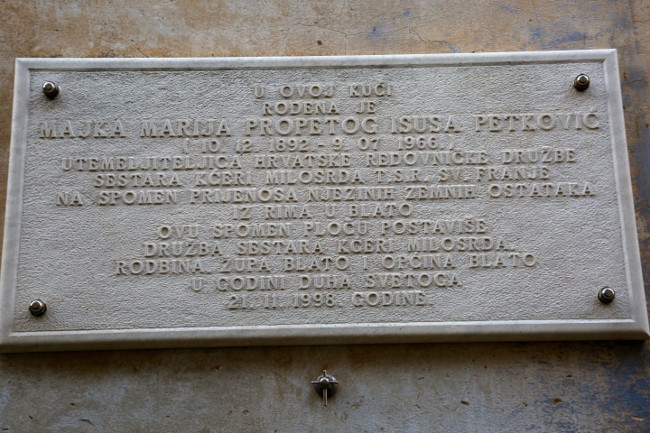 U OVOJ KUĆI
ROĐENA JE
MAJKA MARIJA PROPETOG ISUSA PETKOVIĆ
( 10. 12. 1892 - 9. 07. 1966.
UTEMELJITELJICA HRVATSKE REDOVNIČKE DRUŽBE
SESTARA KĆERI MILOSRĐA T.S.R. SV. FRANJE
NA SPOMEN PRIJENOSA NJEZINIH ZEMNIH OSTATAKA
IZ RIMA U BLATO
OVU SPOMEN PLOČU POSTAVIŠE
DRUŽBA SESTARA KĆERI MILOSRĐA.
RODBINA ŽUPA BLATO I OPĆINA BLATO
U GODINI DUHA SVETOGA
21. 11. 1998. GODINE.